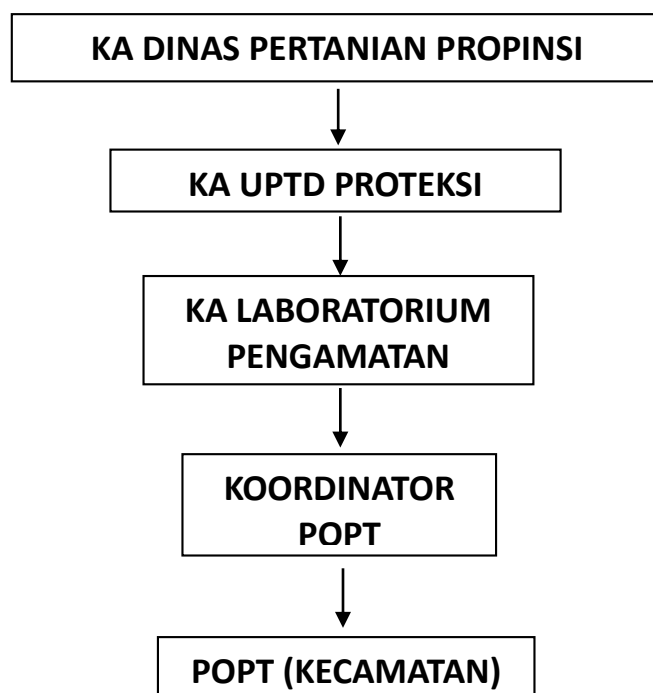 KA DINAS PERTANIAN PROPINSI
KA UPTD PROTEKSI
KA LABORATORIUM
PENGAMATAN
KOORDINATOR
POPT
POPT (KECAMATAN)